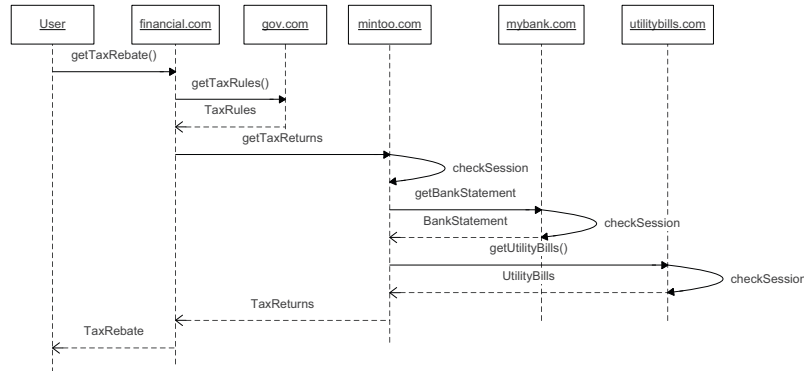 User financial.com gov.com mintoo.com mybank.com utilitybills.com
getTaxRebate()
getTaxRules()
TaxRules
getTaxReturns
checkSession
getBankStatement
BankStatement
checkSession
getUtilityBills()
UtilityBills
checkSession
TaxReturns
TaxRebate